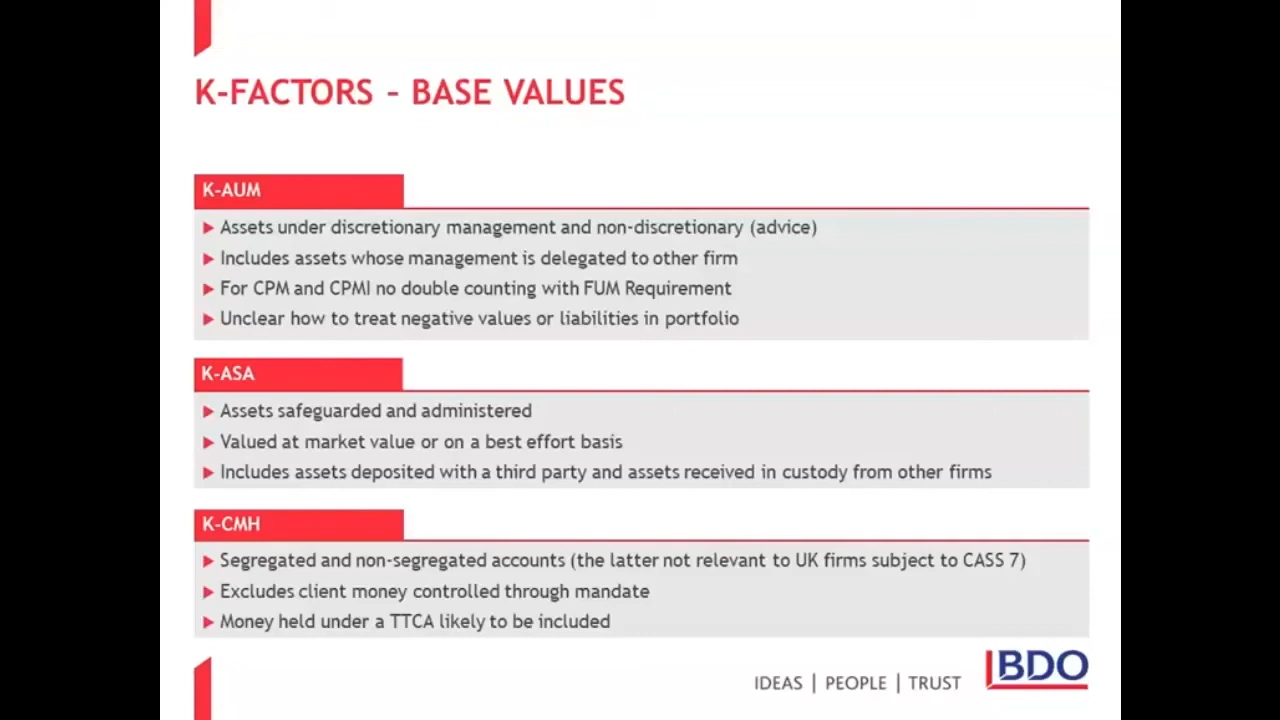 K-FACTORS – BASE VALUES
K-AUM
Assets under discretionary management and non-discretionary (advice)
Includes assets whose management is delegated to other firm
For CPM and CPMI no double counting with FUM Requirement
Unclear how to treat negative values or liabilities in portfolio
K-ASA
Assets safeguarded and administered
Valued at market value or on a best effort basis
Includes assets deposited with a third party and assets received in custody from other firms
K-CMH
Segregated and non-segregated accounts (the latter not relevant to UK firms subject to CASS 7)
Excludes client money controlled through mandate
Money held under a TTCA likely to be included
IDEAS | PEOPLE | TRUST
BDO